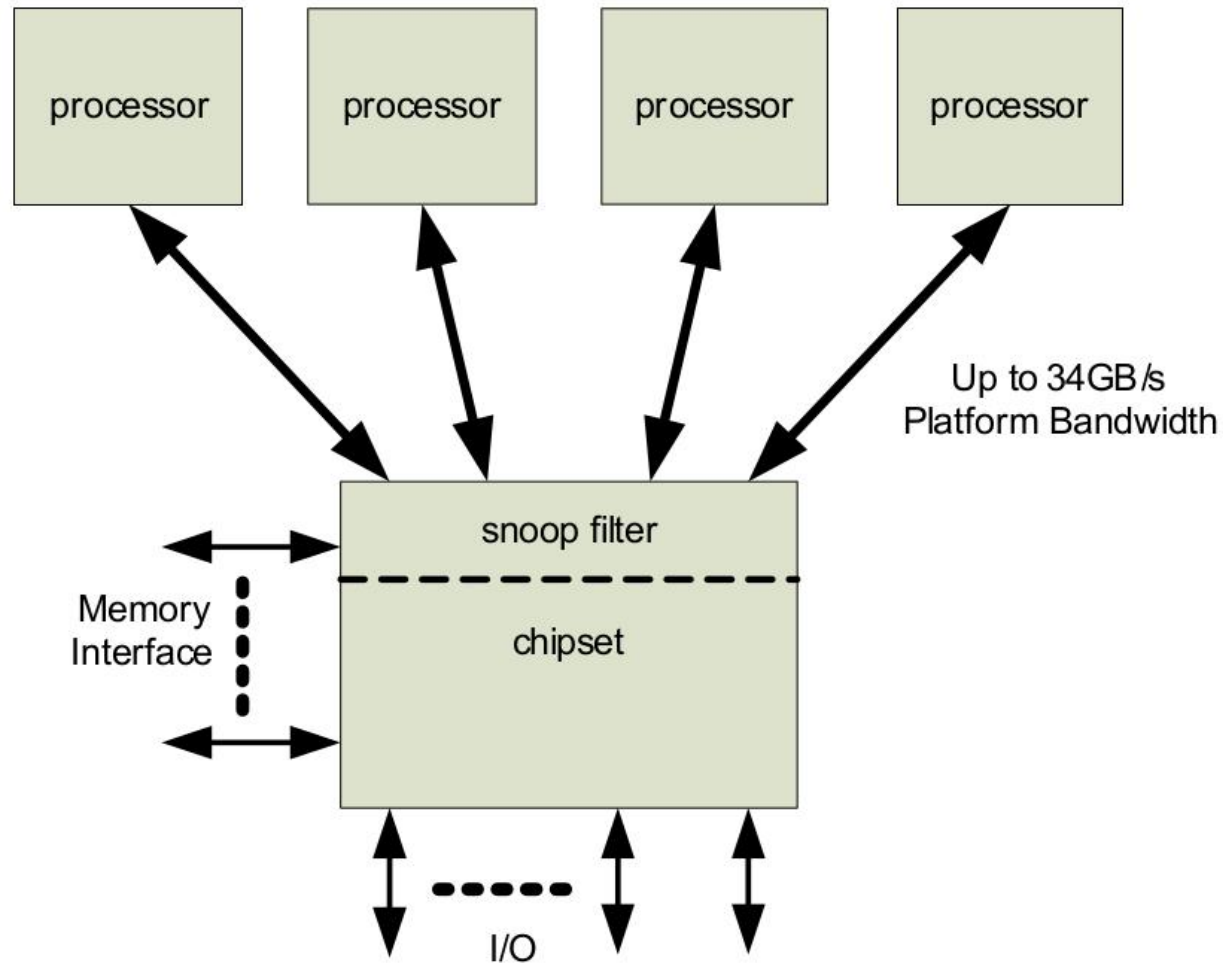 processor
processor
processor
processor
Up to 34GB/s
Platform Bandwidth
snoop filter
Memory
Interface
chipset
I/O